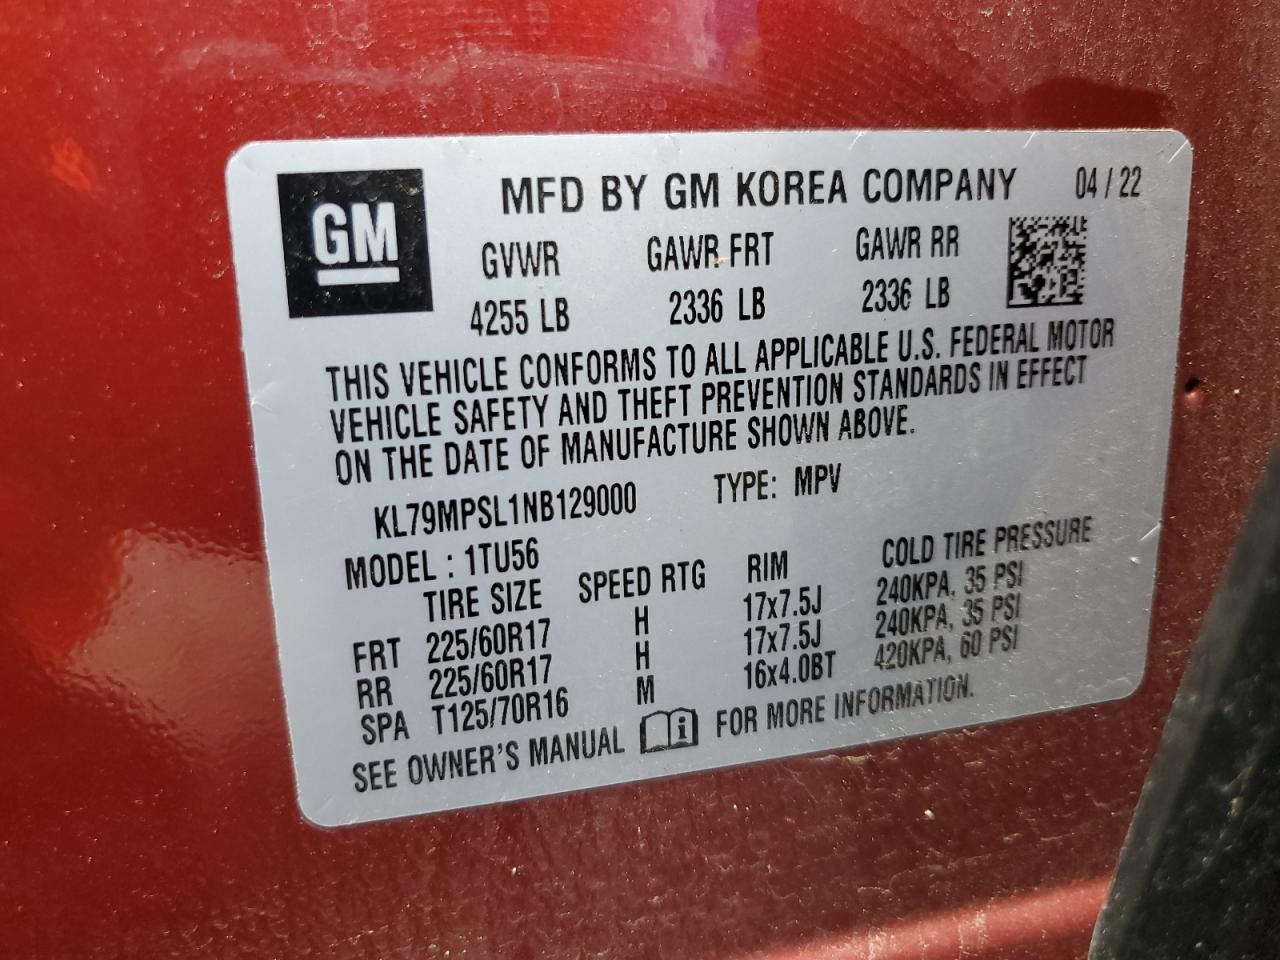 GM
MFD BY GM KOREA COMPANY 04 / 22
GVWR GAWR FRT GAWR RR
4255 LB 2336 LB 2336 LB
THIS VEHICLE CONFORMS TO ALL APPLICABLE U.S. FEDERAL MOTOR
VEHICLE SAFETY AND THEFT PREVENTION STANDARDS IN EFFECT
ON THE DATE OF MANUFACTURE SHOWN ABOVE.
KL79MPSL1NB129000 TYPE: MPV
MODEL : 1TU56
TIRE SIZE SPEED RTG RIM COLD TIRE PRESSURE
FRT 225/60R17 H 17x7.5J 240KPA, 35 PSI
RR 225/60R17 H 17x7.5J 240KPA, 35 PSI
SPA T125/70R16 M 16x4.0BT 420KPA, 60 PSI
SEE OWNER'S MANUAL i FOR MORE INFORMATION.